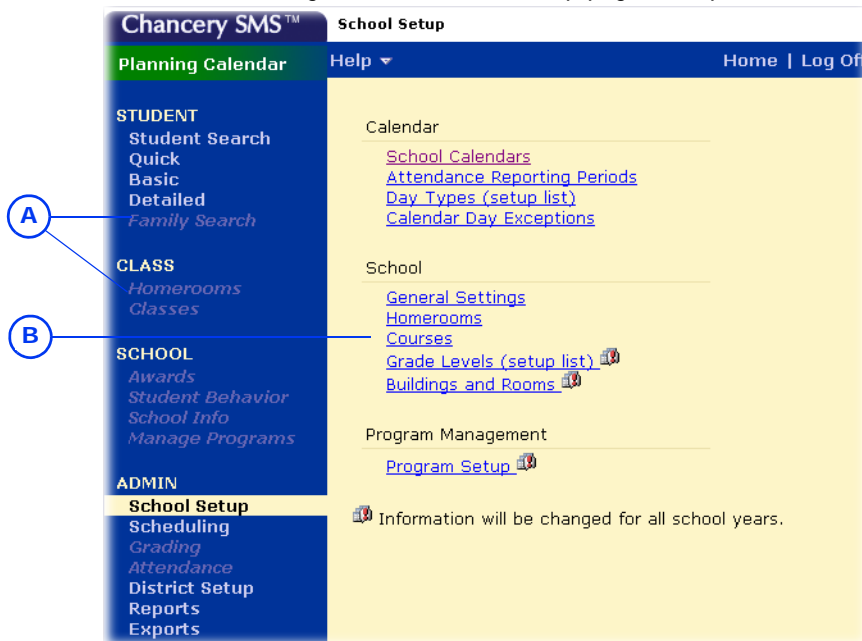 Chancery SMS™
School Setup
Planning Calendar
Help
Home | Log Of
STUDENT
Student Search
Quick
Basic
Detailed
Family Search
A
CLASS
Homerooms
Classes
B
SCHOOL
Awards
Student Behavior
School Info
Manage Programs
ADMIN
School Setup
Scheduling
Grading
Attendance
District Setup
Reports
Exports
Calendar
School Calendars
Attendance Reporting Periods
Day Types (setup list)
Calendar Day Exceptions
School
General Settings
Homerooms
Courses
Grade Levels (setup list)
Buildings and Rooms
Program Management
Program Setup
Information will be changed for all school years.